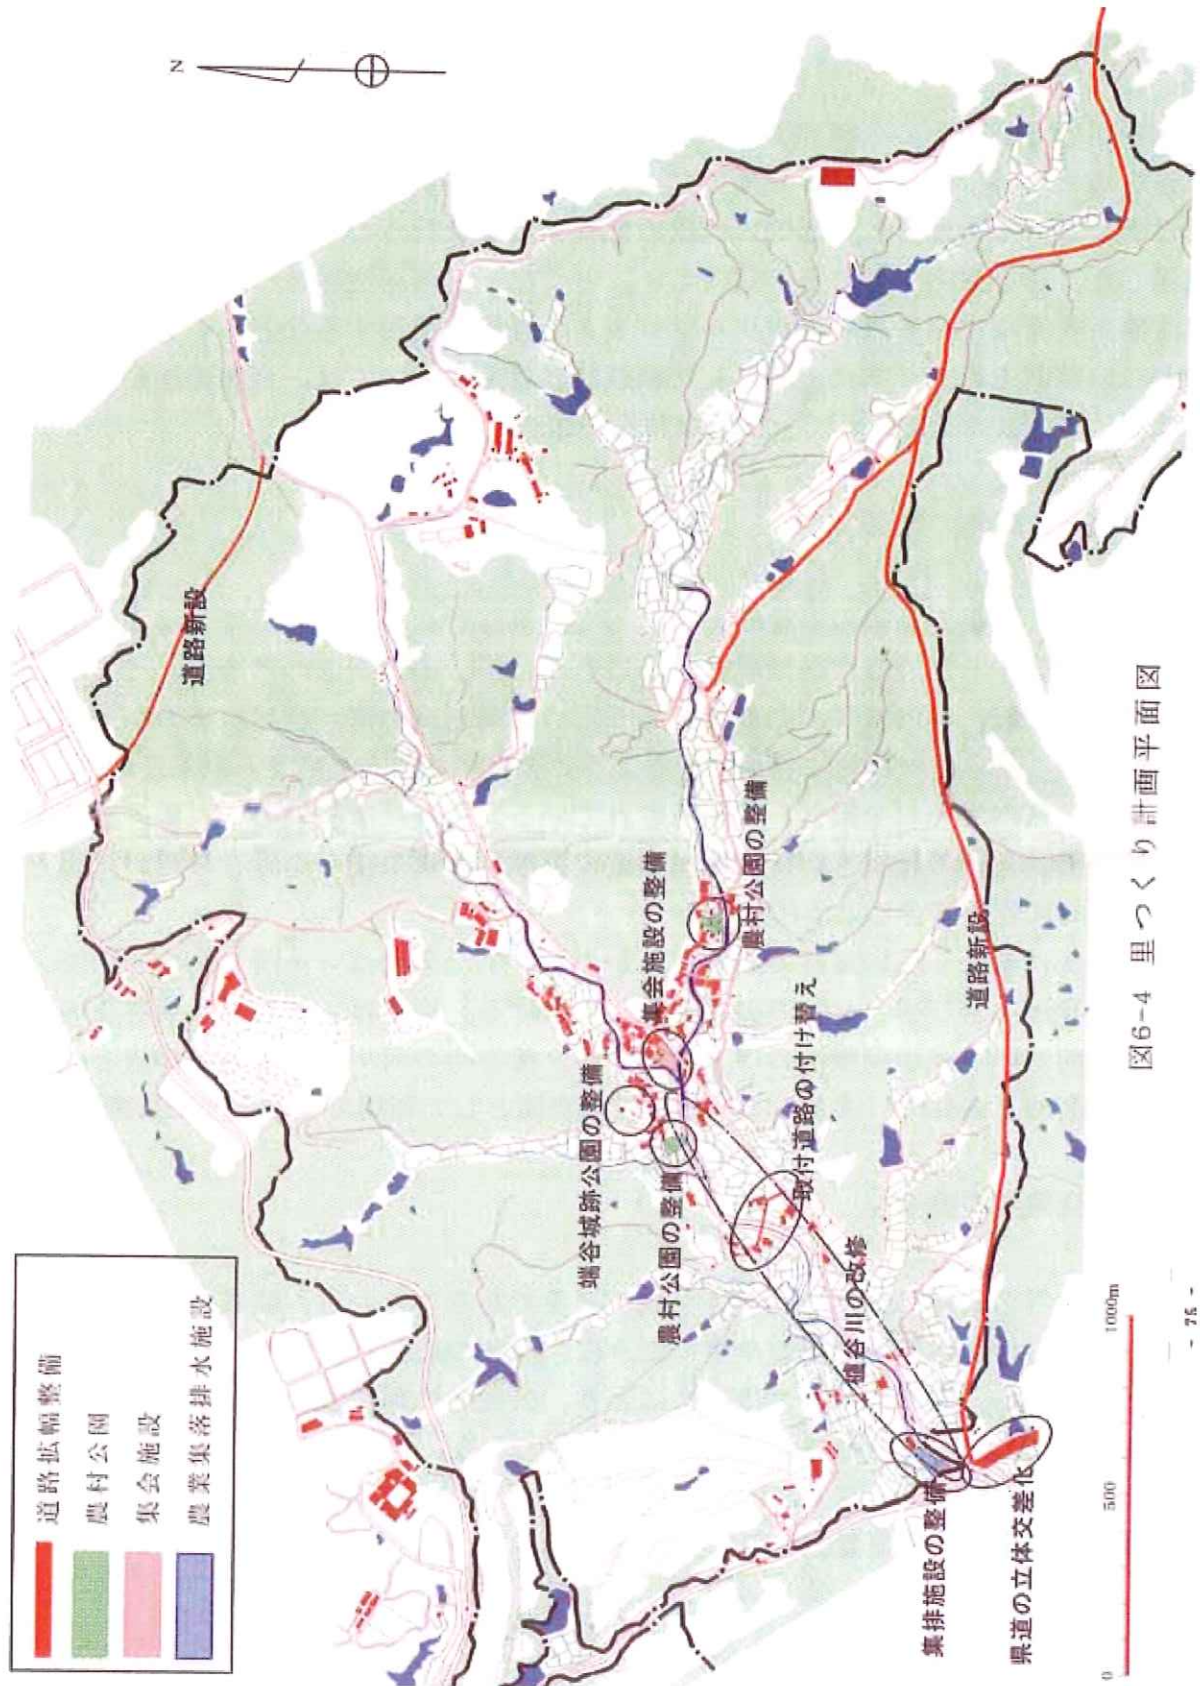 道路拡幅整備
農村公園
集会施設
農業集落排水施設
N
道路新設
集会施設の整備
農村公園の整備
端谷城跡公園の整備
農村公園の整備
取付道路の付け替え
櫨谷川の改修
道路新設
集排施設の整備
県道の立体交差化
0
500
1000m
図6-4 里つくり計画平面図
- 75 -